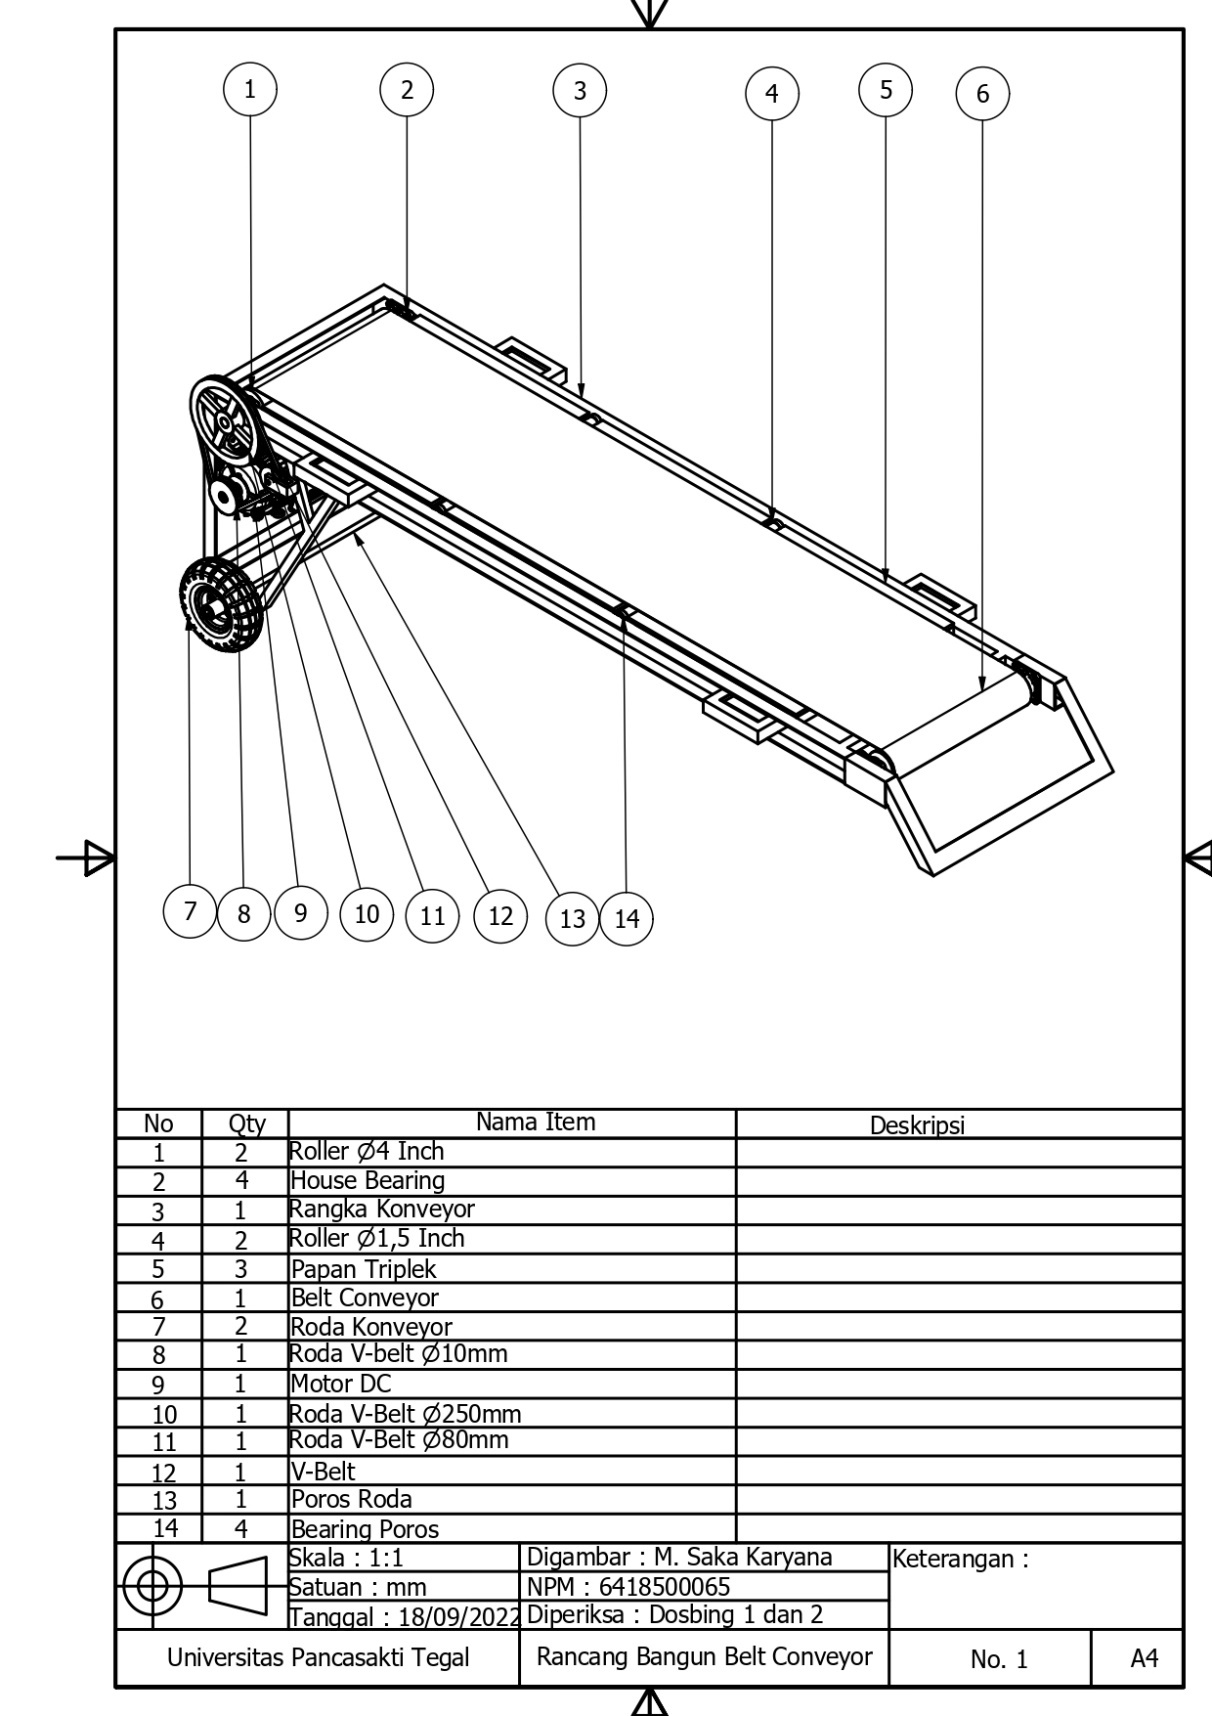 1 2 3 4 5 6
7 8 9 10 11 12 13 14
No Qty Nama Item Deskripsi
1 2 Roller Ø4 Inch
2 4 House Bearing
3 1 Rangka Konveyor
4 2 Roller Ø1,5 Inch
5 3 Papan Triplek
6 1 Belt Conveyor
7 2 Roda Konveyor
8 1 Roda V-belt Ø10mm
9 1 Motor DC
10 1 Roda V-Belt Ø250mm
11 1 Roda V-Belt Ø80mm
12 1 V-Belt
13 1 Poros Roda
14 4 Bearing Poros
Skala : 1:1 Digambar : M. Saka Karyana Keterangan :
Satuan : mm NPM : 6418500065
Tanggal : 18/09/2022 Diperiksa : Dosbing 1 dan 2
Universitas Pancasakti Tegal Rancang Bangun Belt Conveyor No. 1 A4